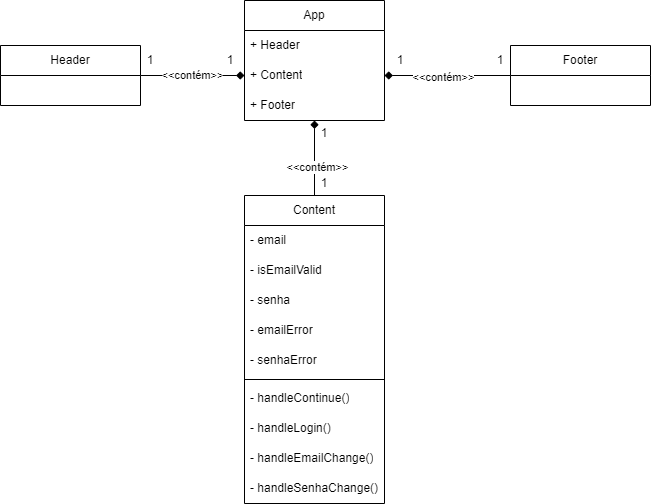 App
+ Header
+ Content
+ Footer
Header
1
<<contém>>
1
1
<<contém>>
1
Footer
1
<<contém>>
1
Content
- email
- isEmailValid
- senha
- emailError
- senhaError
- handleContinue()
- handleLogin()
- handleEmailChange()
- handleSenhaChange()